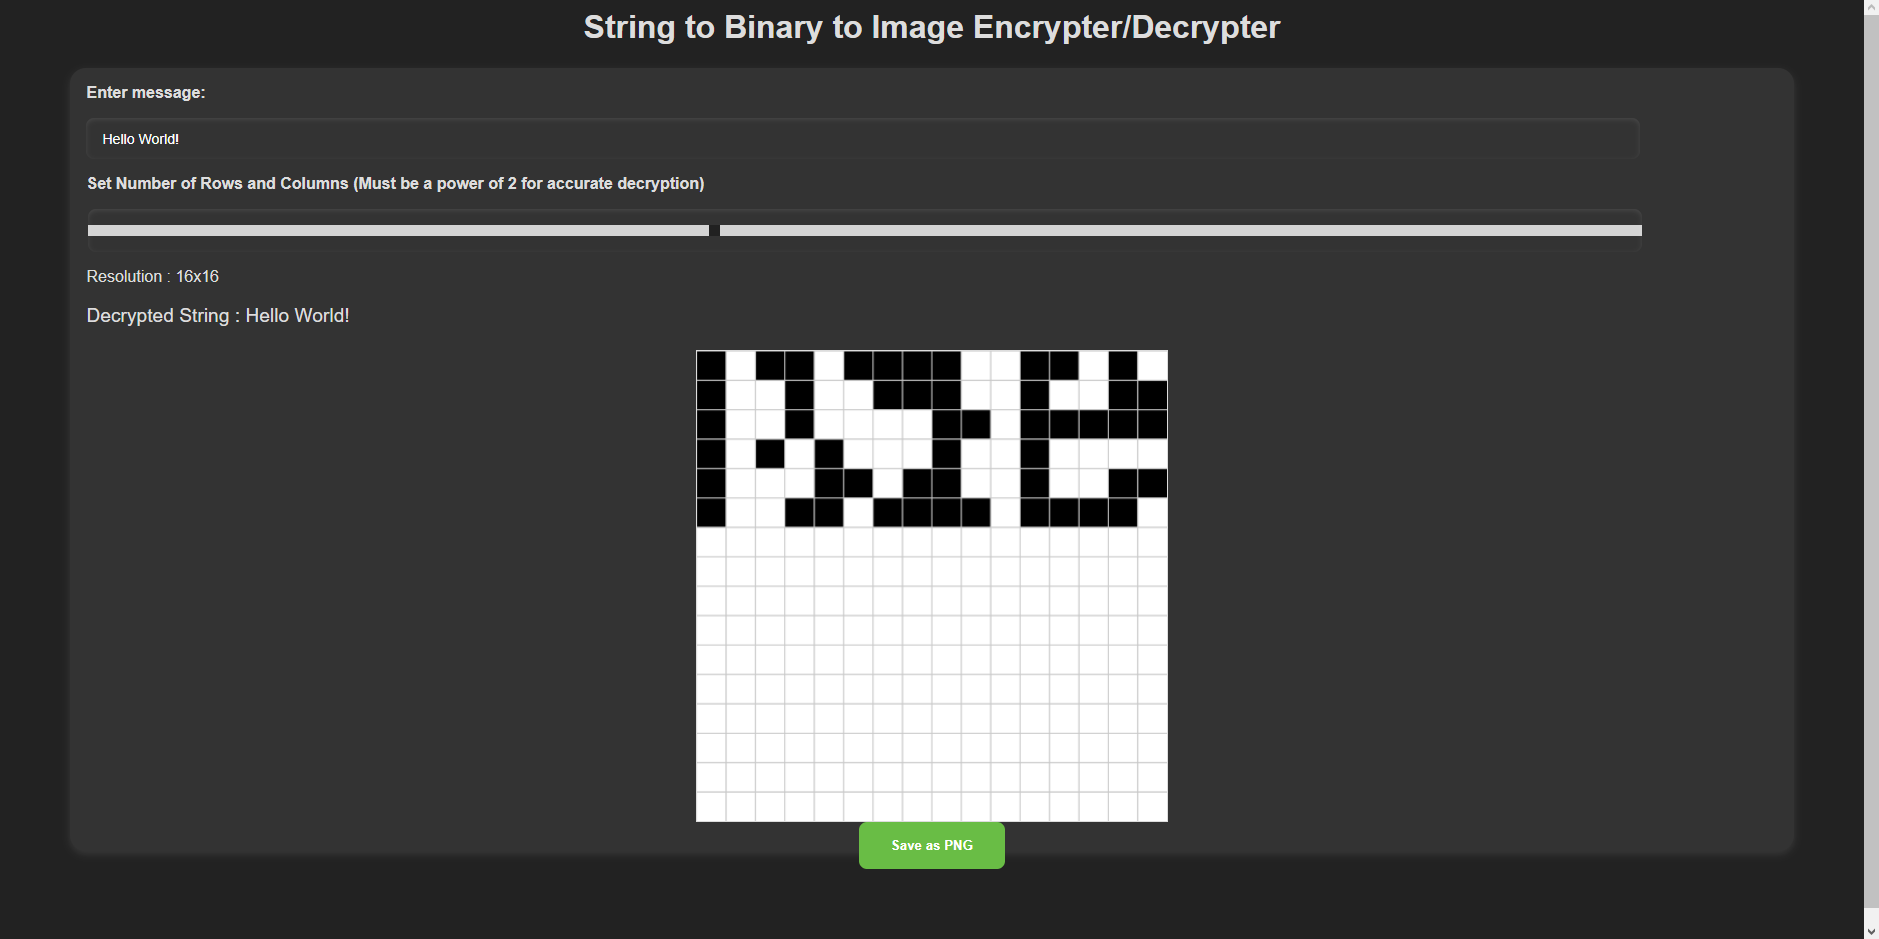 String to Binary to Image Encrypter/Decrypter
Enter message:
Hello World!
Set Number of Rows and Columns (Must be a power of 2 for accurate decryption)
Resolution : 16x16
Decrypted String : Hello World!
Save as PNG